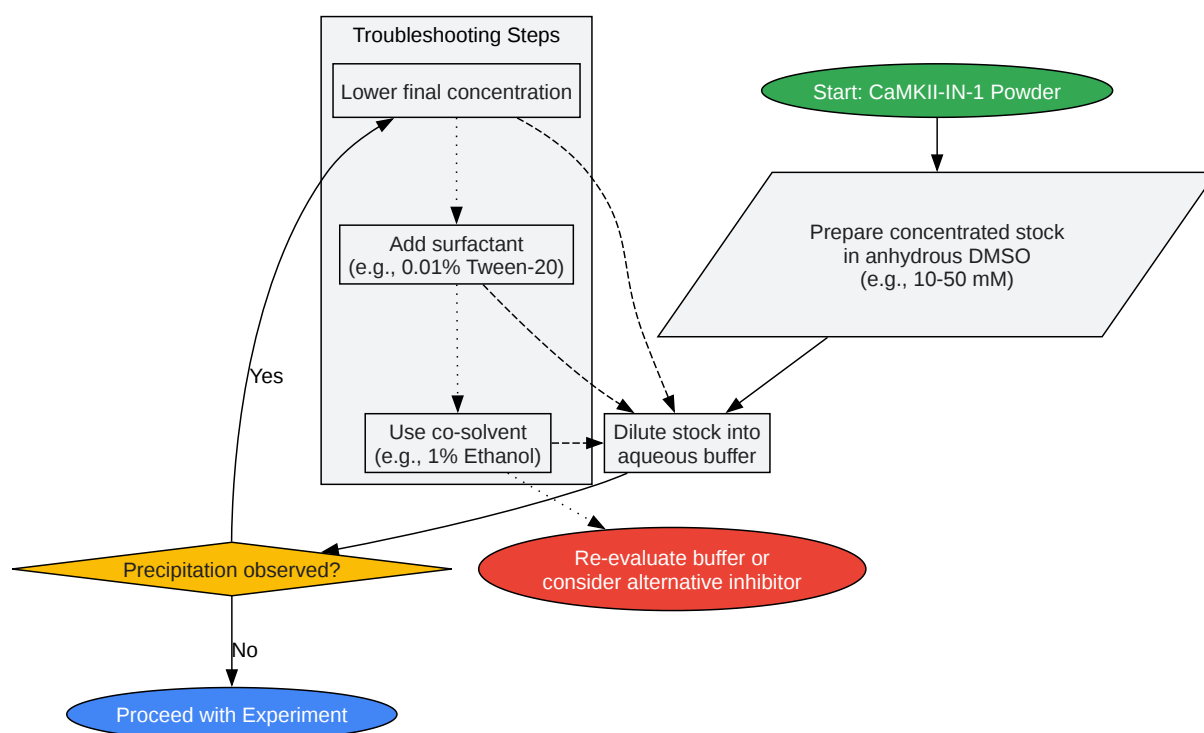 Troubleshooting Steps
Lower final concentration
Start: CaMKII-IN-1 Powder
Add surfactant
(e.g., 0.01% Tween-20)
Prepare concentrated stock
in anhydrous DMSO
(e.g., 10-50 mM)
Yes
Use co-solvent
(e.g., 1% Ethanol)
Dilute stock into
aqueous buffer
Precipitation observed?
Re-evaluate buffer or
consider alternative inhibitor
No
Proceed with Experiment